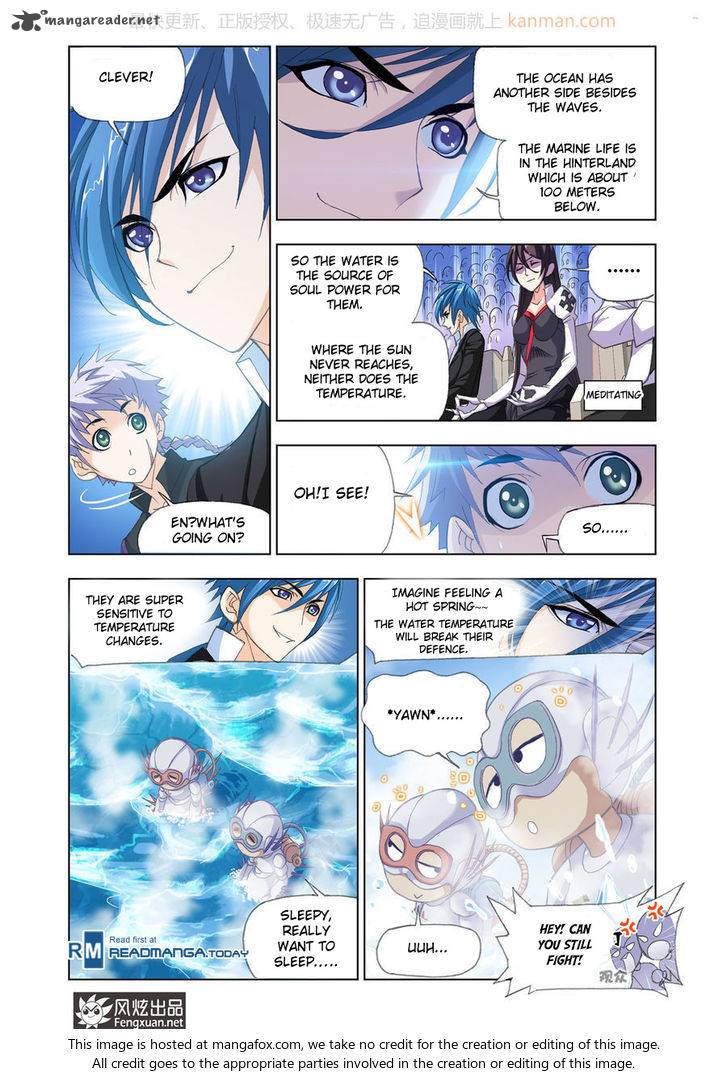 mangareader.net
最快更新、正版授权、极速无广告，追漫画就上 kanman.com
CLEVER!
THE OCEAN HAS
ANOTHER SIDE BESIDES
THE WAVES.
THE MARINE LIFE IS
IN THE HINTERLAND
WHICH IS ABOUT
100 METERS
BELOW.
SO THE WATER IS
THE SOURCE OF
SOUL POWER FOR
THEM.
WHERE THE SUN
NEVER REACHES,
NEITHER DOES THE
TEMPERATURE.
......
MEDITATING
EN?WHAT'S
GOING ON?
OH!I SEE!
SO......
THEY ARE SUPER
SENSITIVE TO
TEMPERATURE
CHANGES.
SLEEPY,
REALLY
WANT TO
SLEEP.....
IMAGINE FEELING A
HOT SPRING~~
THE WATER TEMPERATURE
WILL BREAK THEIR
DEFENCE.
*YAWN*......
UUH...
HEY! CAN
YOU STILL
FIGHT!
观众
RM
Read first at
READMANGA.TODAY
风炫出品
Fengxuan.net
This image is hosted at mangafox.com, we take no credit for the creation or editing of this image.
All credit goes to the appropriate parties involved in the creation or editing of this image.